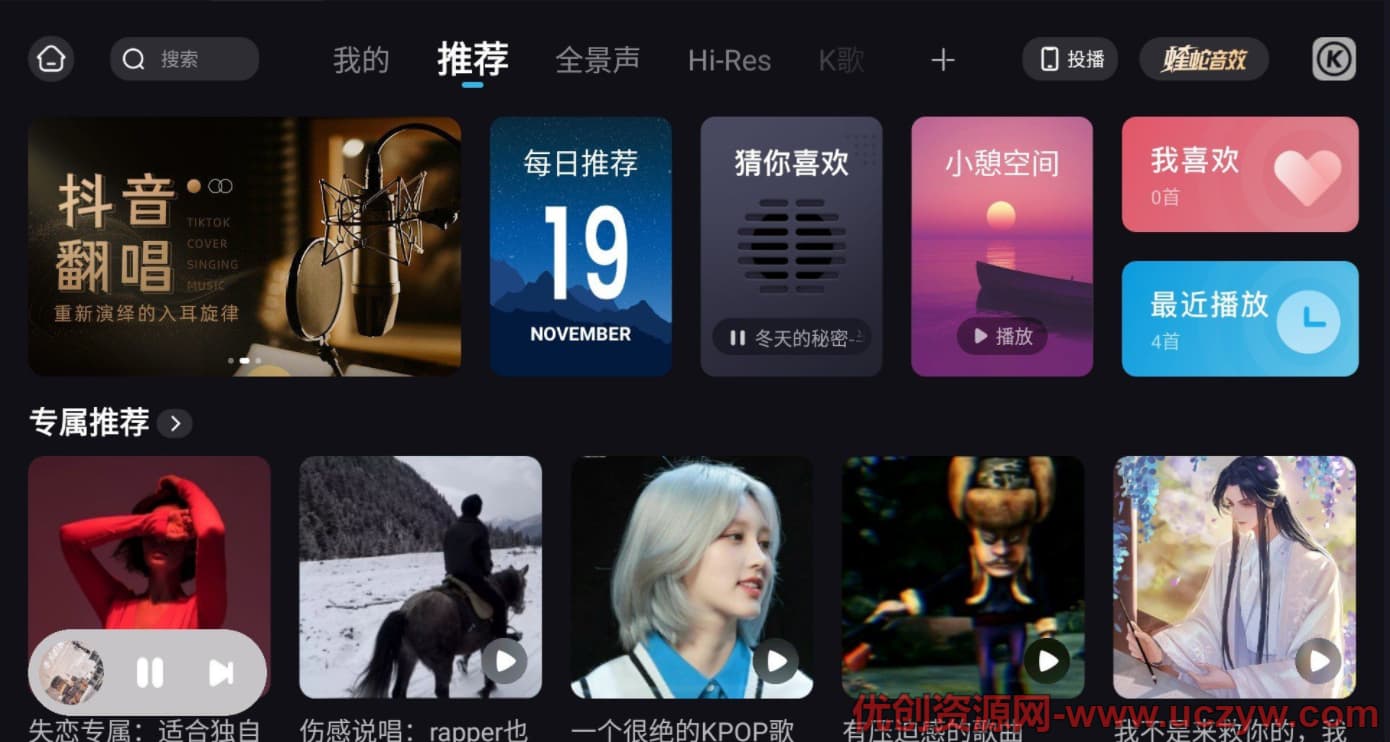 搜索
我的
推荐
全景声
Hi-Res
K歌
投播
蝰蛇音效
K
抖音
翻唱
TIKTOK
COVER
SINGING
MUSIC
重新演绎的入耳旋律
每日推荐
19
NOVEMBER
猜你喜欢
冬天的秘密-
小憩空间
播放
我喜欢
0首
最近播放
4首
专属推荐
失恋专属：适合独自
伤感说唱：rapper也
一个很绝的KPOP歌
有压迫感的歌曲
我不是来救你的，我
优创资源网-www.uczyw.com